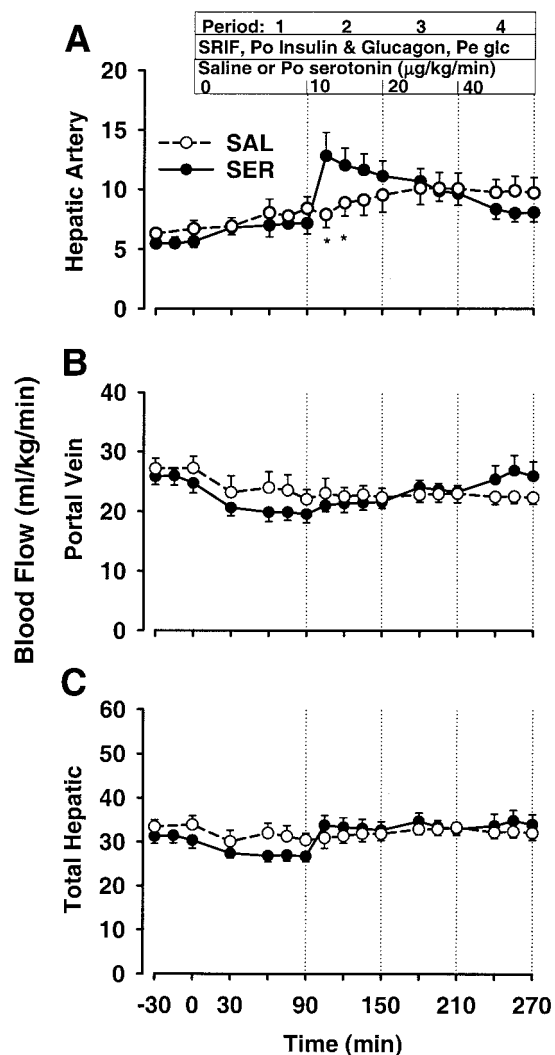 A
Period: 1 2 3 4
SRIF, Po Insulin & Glucagon, Pe glc
Saline or Po serotonin (µg/kg/min)
0 10 20 40
Hepatic Artery
20
15
10
5
0
SAL
SER
* *
Blood Flow (ml/kg/min)
B
Portal Vein
40
30
20
10
0
C
Total Hepatic
60
50
40
30
20
10
0
-30 0 30 90 150 210 270
Time (min)